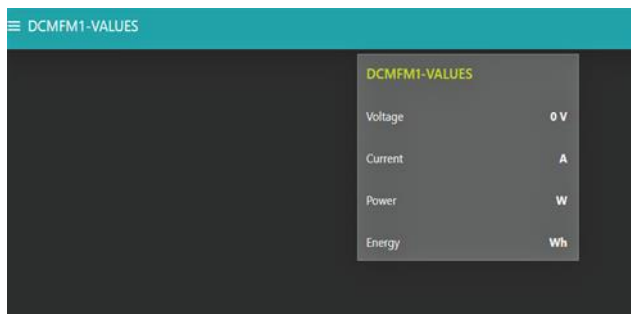 ≡ DCMFM1-VALUES
DCMFM1-VALUES
Voltage 0 V
Current A
Power W
Energy Wh